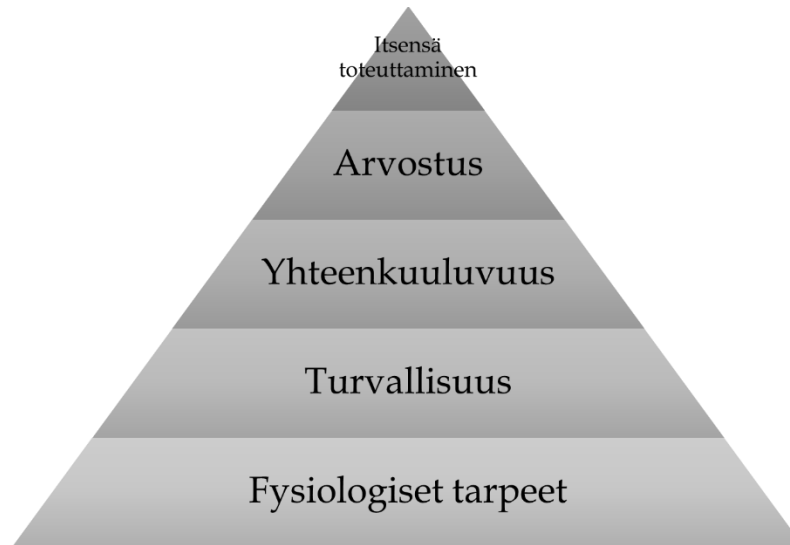 Itsensä
toteuttaminen
Arvostus
Yhteenkuuluvuus
Turvallisuus
Fysiologiset tarpeet